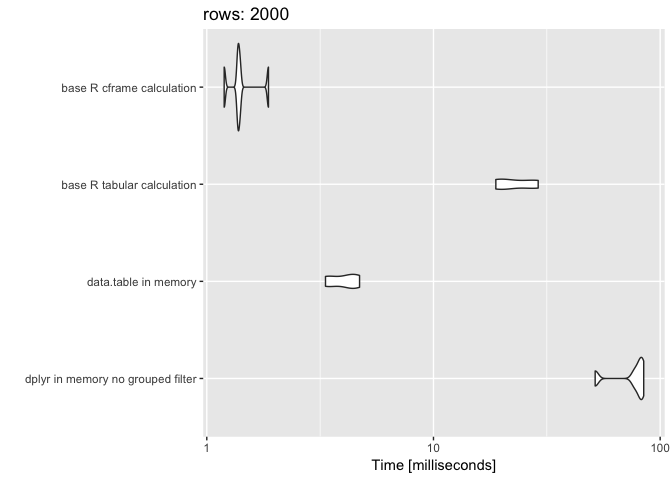 rows: 2000
base R cframe calculation
base R tabular calculation
data.table in memory
dplyr in memory no grouped filter
1 10 100
Time [milliseconds]